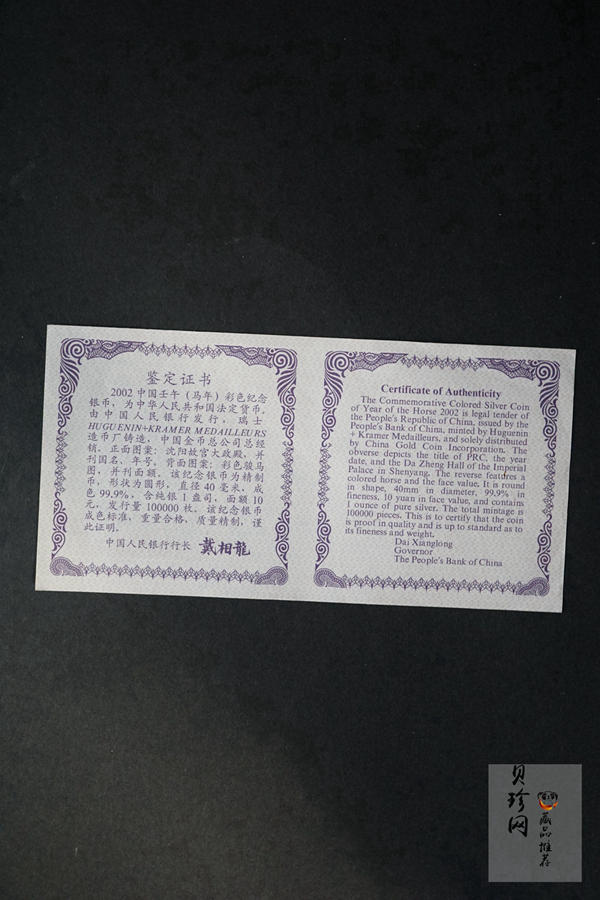 鉴定证书
2002中国壬午(马年)彩色纪念
银币，为中华人民共和国法定货币，
由中国人民银行发行，瑞士
HUGUENIN+KRAMER MEDAILLEURS
造币厂铸造，中国金币总公司总经
销。正面图案：沈阳故宫大政殿，并
刊国名、年号。背面图案：彩色骏马
图，并刊面额。该纪念银币为精制
币，形状为圆形，直径40毫米，成
色99.9%，含纯银1盎司，面额10
元，发行量100000枚。该纪念银币
成色标准，重量合格，质量精制，谨
此证明。
中国人民银行行长 戴相龍
Certificate of Authenticity
The Commemorative Colored Silver Coin
of Year of the Horse 2002 is legal tender of
the People's Republic of China, issued by the
People's Bank of China, minted by Huguenin
+ Kramer Medailleurs, and solely distributed
by China Gold Coin Incorporation. The
obverse depicts the title of PRC, the year
date, and the Da Zheng Hall of the Imperial
Palace in Shenyang. The reverse features a
colored horse and the face value. It is round
in shape, 40mm in diameter, 99.9% in
fineness, 10 yuan in face value, and contains
1 ounce of pure silver. The total mintage is
100000 pieces. This is to certify that the coin
is proof in quality and is up to standard as to
its fineness and weight.
Dai Xianglong
Governor
The People's Bank of China
贝珍网
藏品推荐